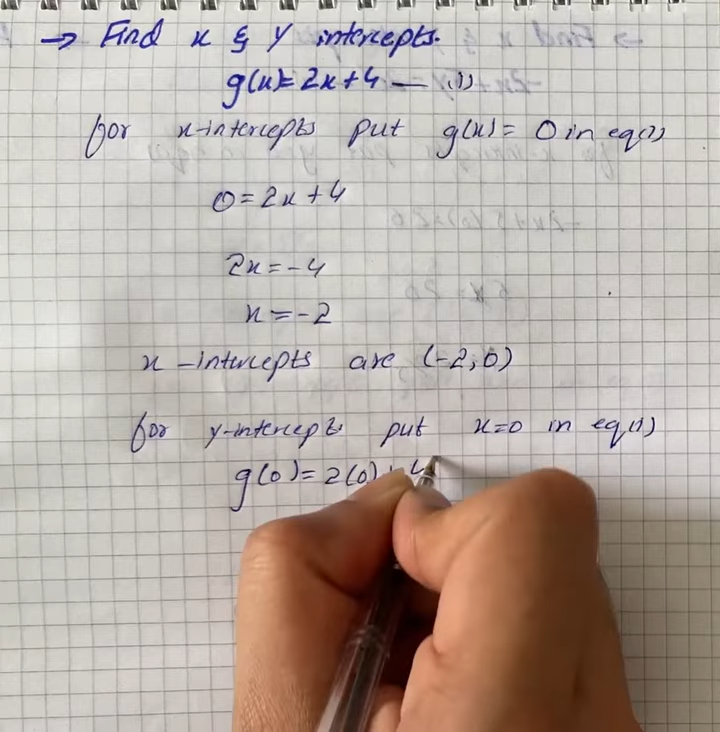 → Find x & y intercepts.
g(x)= 2x+4 — (1)
for x-intercepts put g(x)= 0 in eq(1)
0=2x+4
2x=-4
x=-2
x-intercepts are (-2,0)
for y-intercepts put x=0 in eq(1)
g(0)=2(0)+4